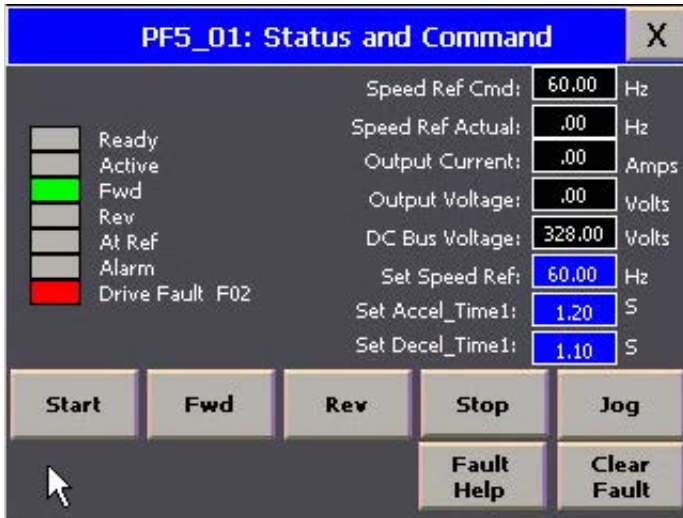 PF5_01: Status and Command
X
Ready
Active
Fwd
Rev
At Ref
Alarm
Drive Fault F02
Speed Ref Cmd: 60.00 Hz
Speed Ref Actual: .00 Hz
Output Current: .00 Amps
Output Voltage: .00 Volts
DC Bus Voltage: 328.00 Volts
Set Speed Ref: 60.00 Hz
Set Accel_Time1: 1.20 S
Set Decel_Time1: 1.10 S
Start
Fwd
Rev
Stop
Jog
Fault
Help
Clear
Fault